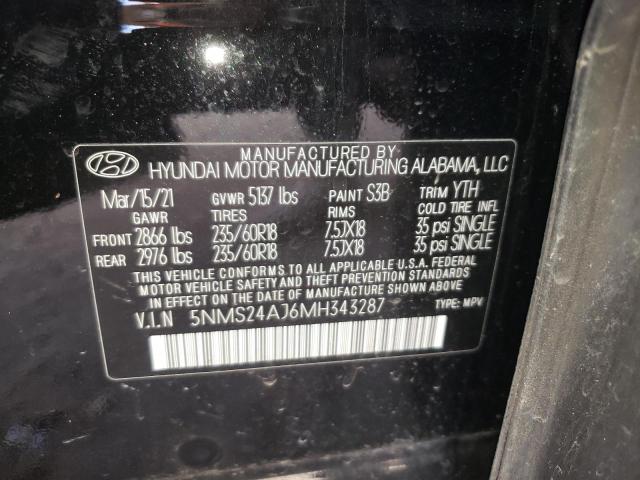 MANUFACTURED BY
HYUNDAI MOTOR MANUFACTURING ALABAMA, LLC
Mar/15/21 GVWR 5137 lbs PAINT S3B TRIM YTH
GAWR TIRES RIMS COLD TIRE INFL
FRONT 2866 lbs 235/60R18 7.5JX18 35 psi SINGLE
REAR 2976 lbs 235/60R18 7.5JX18 35 psi SINGLE
THIS VEHICLE CONFORMS TO ALL APPLICABLE U.S.A. FEDERAL
MOTOR VEHICLE SAFETY AND THEFT PREVENTION STANDARDS
IN EFFECT ON THE DATE OF MANUFACTURE SHOWN ABOVE.
V.I.N 5NMS24AJ6MH343287 TYPE: MPV